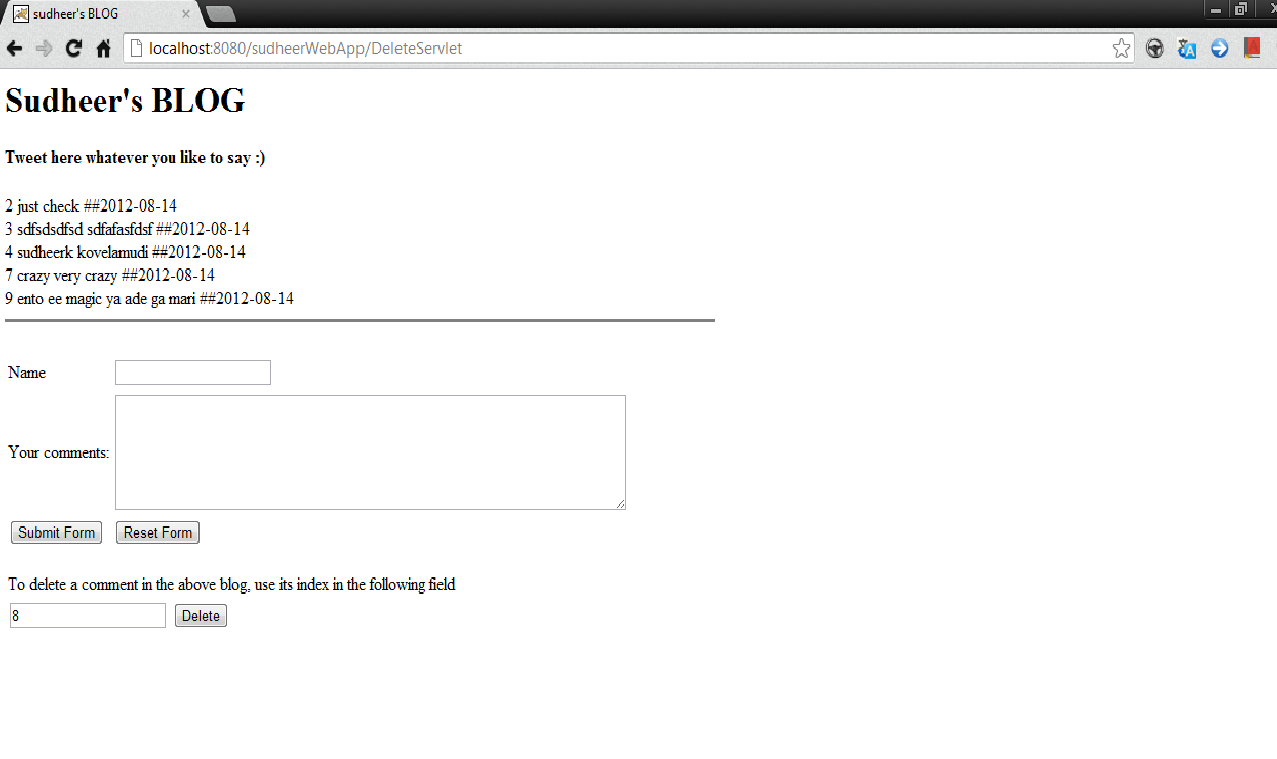 sudheer's BLOG
localhost:8080/sudheerWebApp/DeleteServlet
Sudheer's BLOG
Tweet here whatever you like to say :)
2 just check ##2012-08-14
3 sdfsdsdfsd sdfafasfdsf ##2012-08-14
4 sudheerk kovelamudi ##2012-08-14
7 crazy very crazy ##2012-08-14
9 ento ee magic ya ade ga mari ##2012-08-14
Name
Your comments:
Submit Form Reset Form
To delete a comment in the above blog, use its index in the following field
8 Delete